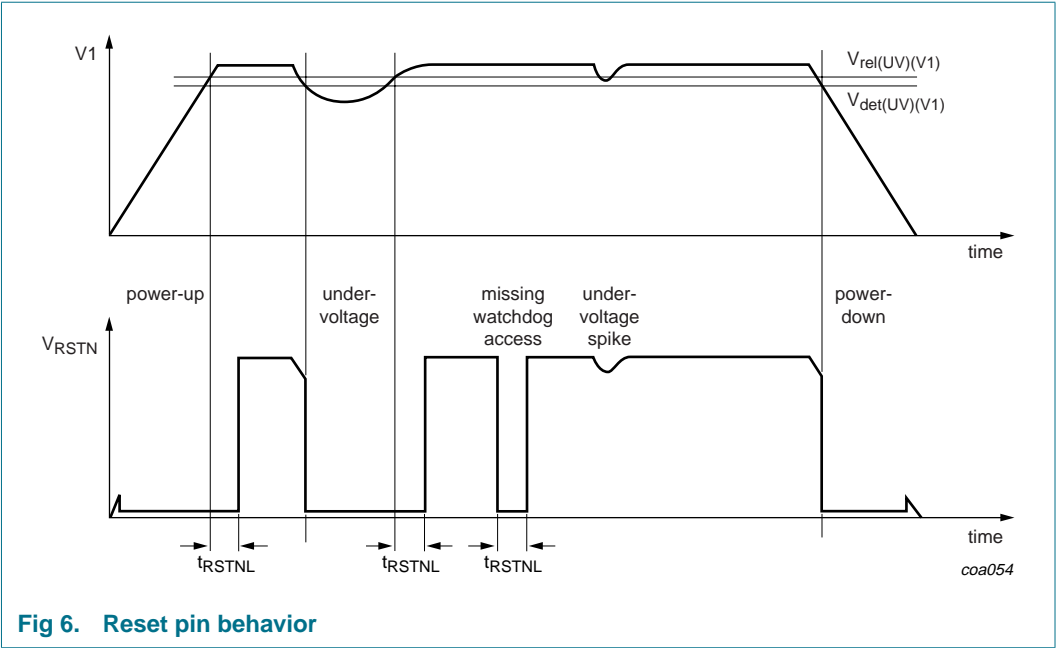 V1
Vrel(UV)(V1)
Vdet(UV)(V1)
time
power-up
under-
voltage
missing
watchdog
access
under-
voltage
spike
power-
down
VRSTN
time
tRSTNL
tRSTNL
tRSTNL
coa054
Fig 6. Reset pin behavior